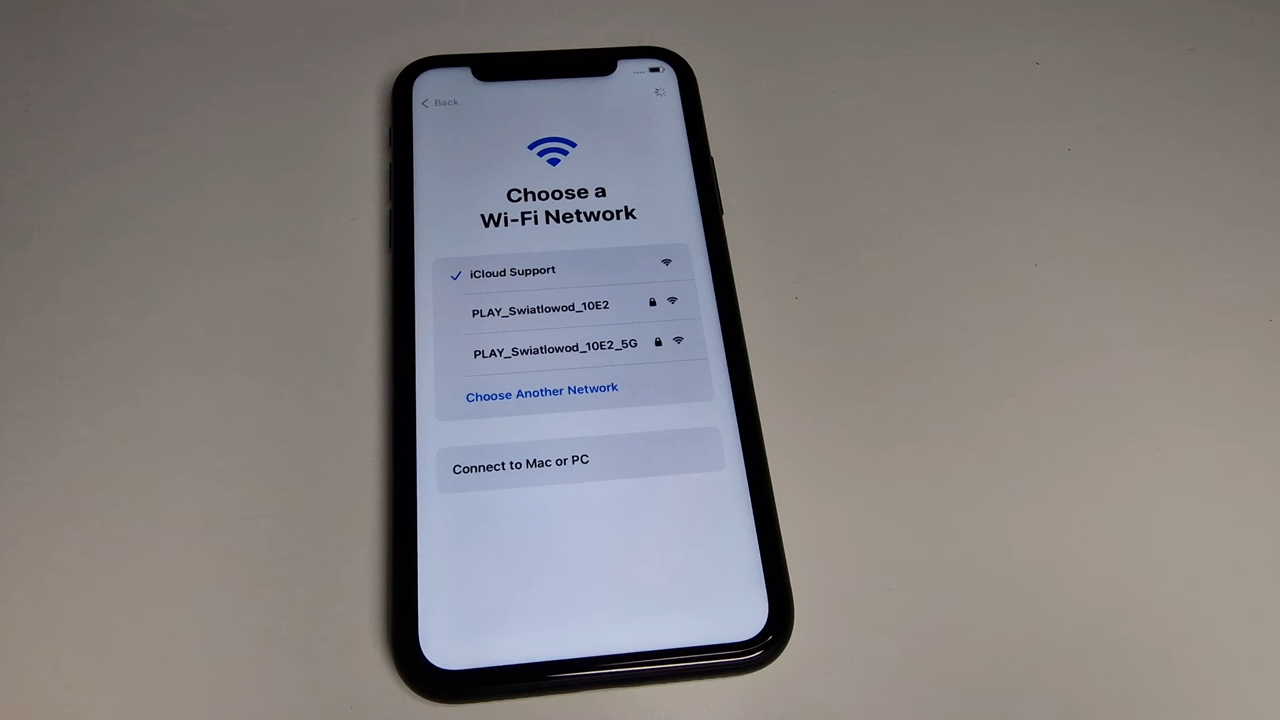 Back
Choose a
Wi-Fi Network
iCloud Support
PLAY_Swiatlowod_10E2
PLAY_Swiatlowod_10E2_5G
Choose Another Network
Connect to Mac or PC